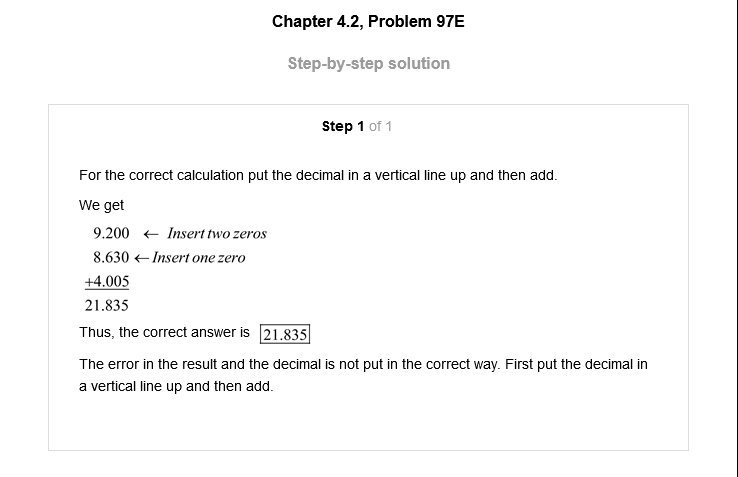 Chapter 4.2, Problem 97E
Step-by-step solution
Step 1 of 1
For the correct calculation put the decimal in a vertical line up and then add.
We get
9.200 ← Insert two zeros
8.630 ← Insert one zero
+4.005
21.835
Thus, the correct answer is 21.835
The error in the result and the decimal is not put in the correct way. First put the decimal in
a vertical line up and then add.